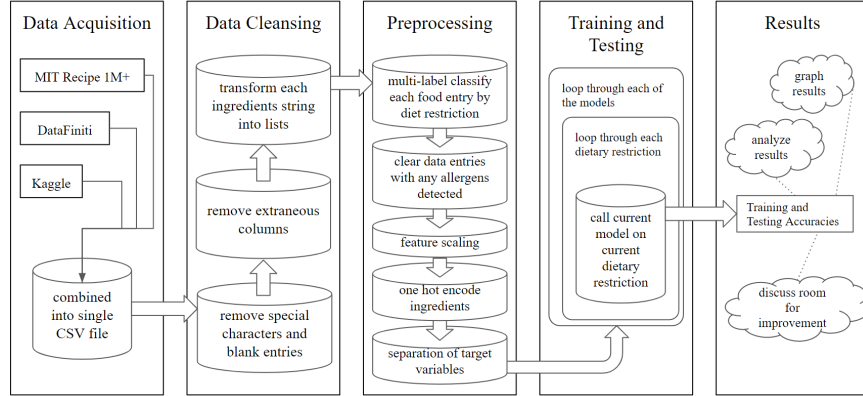 Data Acquisition
MIT Recipe 1M+
DataFiniti
Kaggle
combined
into single
CSV file
Data Cleansing
transform each
ingredients string
into lists
remove extraneous
columns
remove special
characters and
blank entries
Preprocessing
multi-label classify
each food entry by
diet restriction
clear data entries
with any allergens
detected
feature scaling
one hot encode
ingredients
separation of target
variables
Training and
Testing
loop through each of
the models
loop through each
dietary restriction
call current
model on
current
dietary
restriction
Results
graph
results
analyze
results
Training and
Testing Accuracies
discuss room
for
improvement